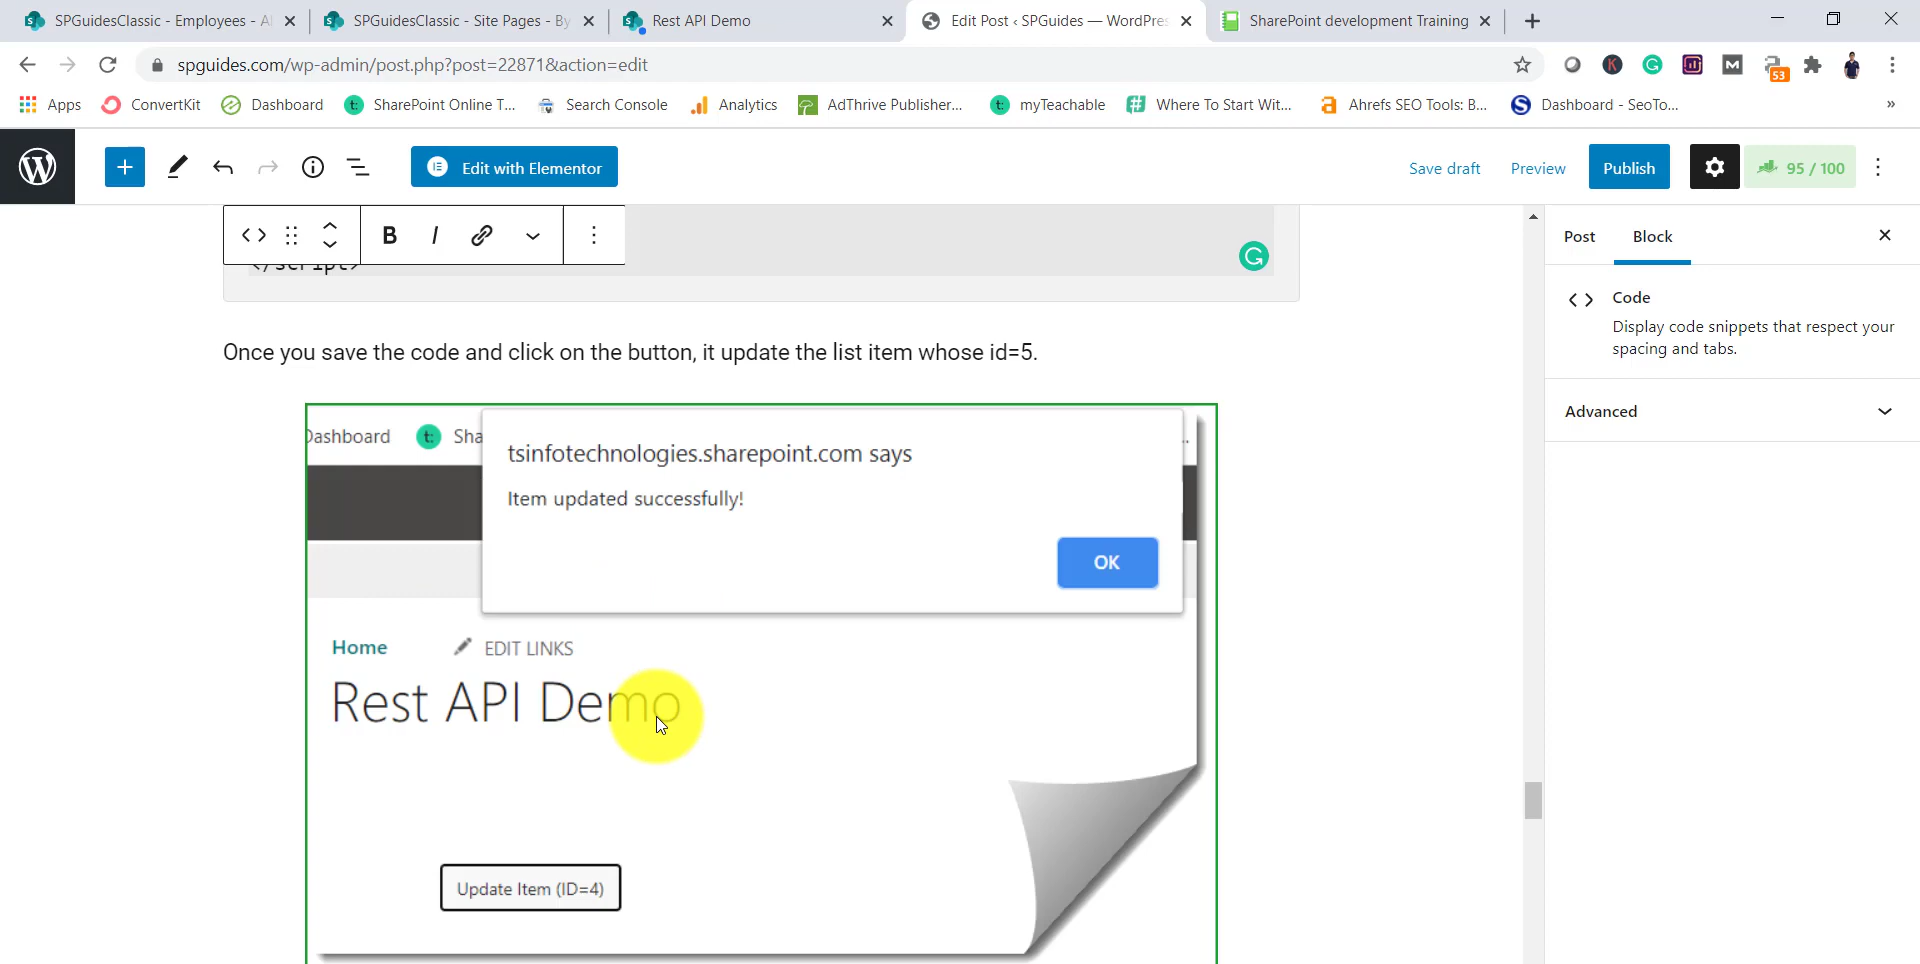 SPGuidesClassic - Employees - Al
SPGuidesClassic - Site Pages - By
Rest API Demo
Edit Post ‹ SPGuides — WordPres
SharePoint development Training
spguides.com/wp-admin/post.php?post=22871&action=edit
53
Apps
ConvertKit
Dashboard
SharePoint Online T...
Search Console
Analytics
AdThrive Publisher...
myTeachable
Where To Start Wit...
Ahrefs SEO Tools: B...
Dashboard - SeoTo...
»
Edit with Elementor
Save draft
Preview
Publish
95 / 100
B I
</script>
Post
Block
Code
Display code snippets that respect your
spacing and tabs.
Advanced
Once you save the code and click on the button, it update the list item whose id=5.
Dashboard
t:
Sha
tsinfotechnologies.sharepoint.com says
Item updated successfully!
OK
Home
EDIT LINKS
Rest API Demo
Update Item (ID=4)